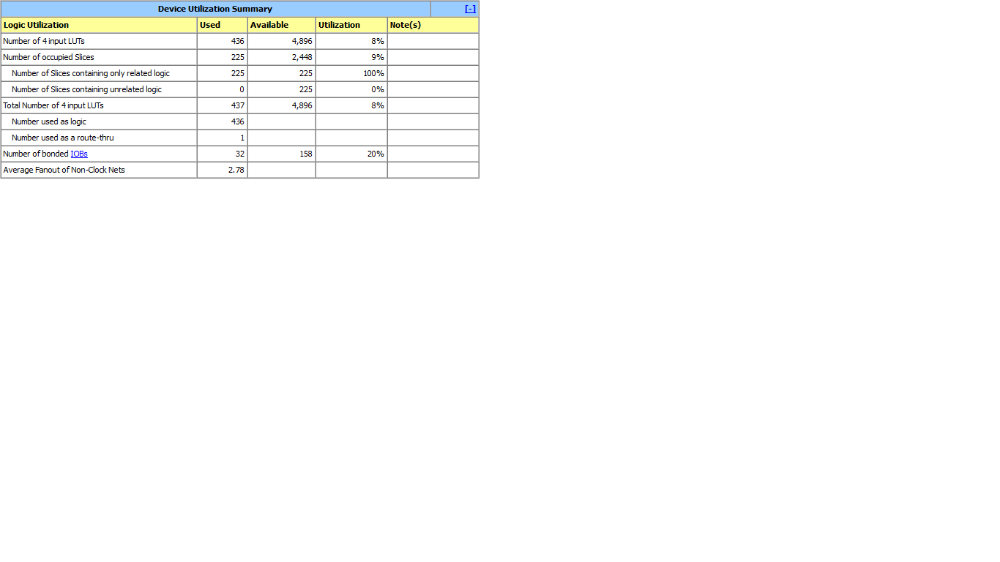 Device Utilization Summary [-]
Logic Utilization Used Available Utilization Note(s)
Number of 4 input LUTs 436 4,896 8%
Number of occupied Slices 225 2,448 9%
Number of Slices containing only related logic 225 225 100%
Number of Slices containing unrelated logic 0 225 0%
Total Number of 4 input LUTs 437 4,896 8%
Number used as logic 436
Number used as a route-thru 1
Number of bonded IOBs 32 158 20%
Average Fanout of Non-Clock Nets 2.78